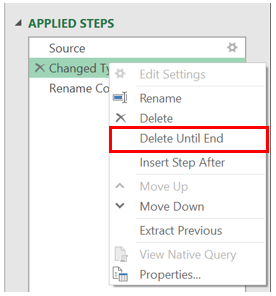 APPLIED STEPS
Source
Changed Ty
Rename Co
Edit Settings
Rename
Delete
Delete Until End
Insert Step After
Move Up
Move Down
Extract Previous
View Native Query
Properties...